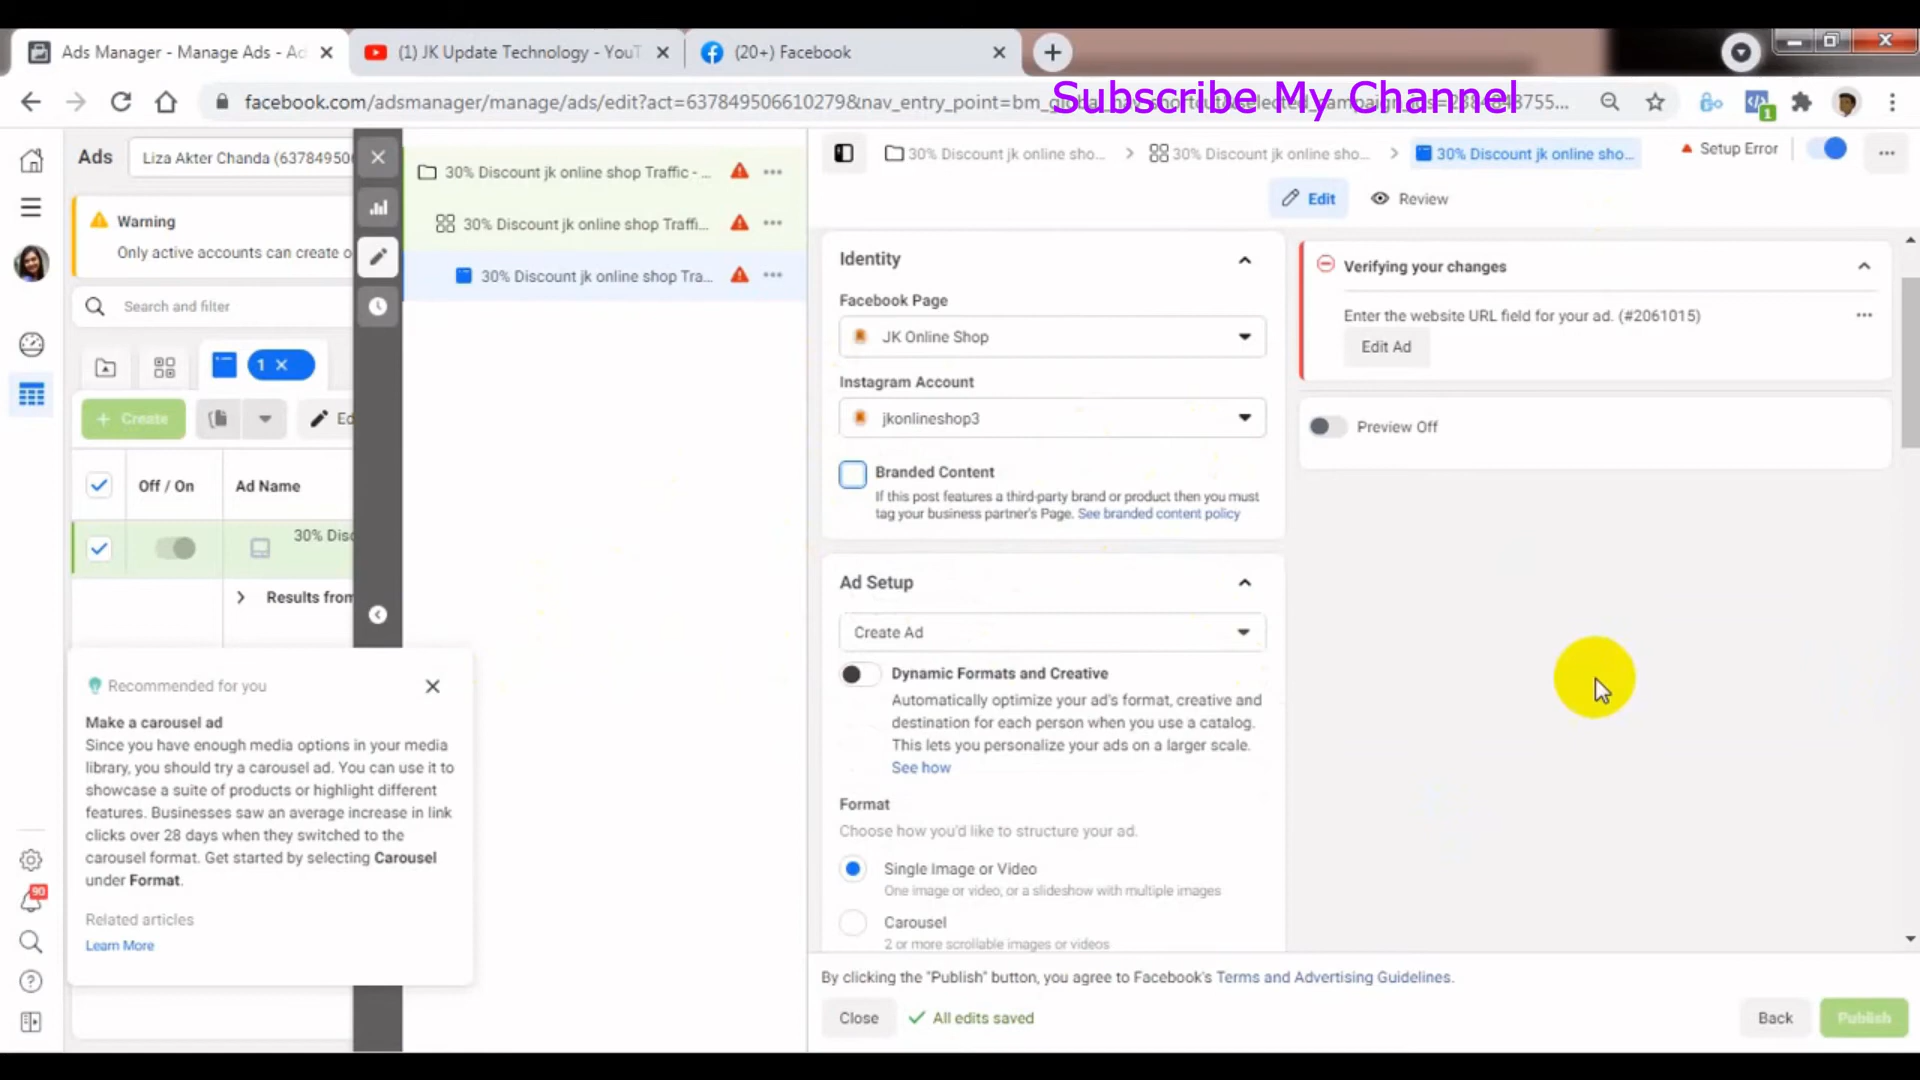 Ads Manager - Manage Ads - Ad
(1) JK Update Technology - YouT
(20+) Facebook
Subscribe My Channel
Ads
Liza Akter Chanda (63784950
Warning
Only active accounts can create o
Search and filter
1
+ Create
Ed
Off / On
Ad Name
30% Disc
Results from
Recommended for you
Make a carousel ad
Since you have enough media options in your media
library, you should try a carousel ad. You can use it to
showcase a suite of products or highlight different
features. Businesses saw an average increase in link
clicks over 28 days when they switched to the
carousel format. Get started by selecting Carousel
under Format.
Related articles
Learn More
90
30% Discount jk online shop Traffic - ...
30% Discount jk online shop Traffi...
30% Discount jk online shop Tra...
30% Discount jk online sho...
30% Discount jk online sho...
30% Discount jk online sho...
Setup Error
Edit
Review
Identity
Facebook Page
JK Online Shop
Instagram Account
jkonlineshop3
Branded Content
If this post features a third-party brand or product then you must
tag your business partner's Page. See branded content policy
Ad Setup
Create Ad
Dynamic Formats and Creative
Automatically optimize your ad's format, creative and
destination for each person when you use a catalog.
This lets you personalize your ads on a larger scale.
See how
Format
Choose how you'd like to structure your ad.
Single Image or Video
One image or video, or a slideshow with multiple images
Carousel
2 or more scrollable images or videos
Verifying your changes
Enter the website URL field for your ad. (#2061015)
Edit Ad
Preview Off
By clicking the "Publish" button, you agree to Facebook's Terms and Advertising Guidelines.
Close
All edits saved
Back
Publish